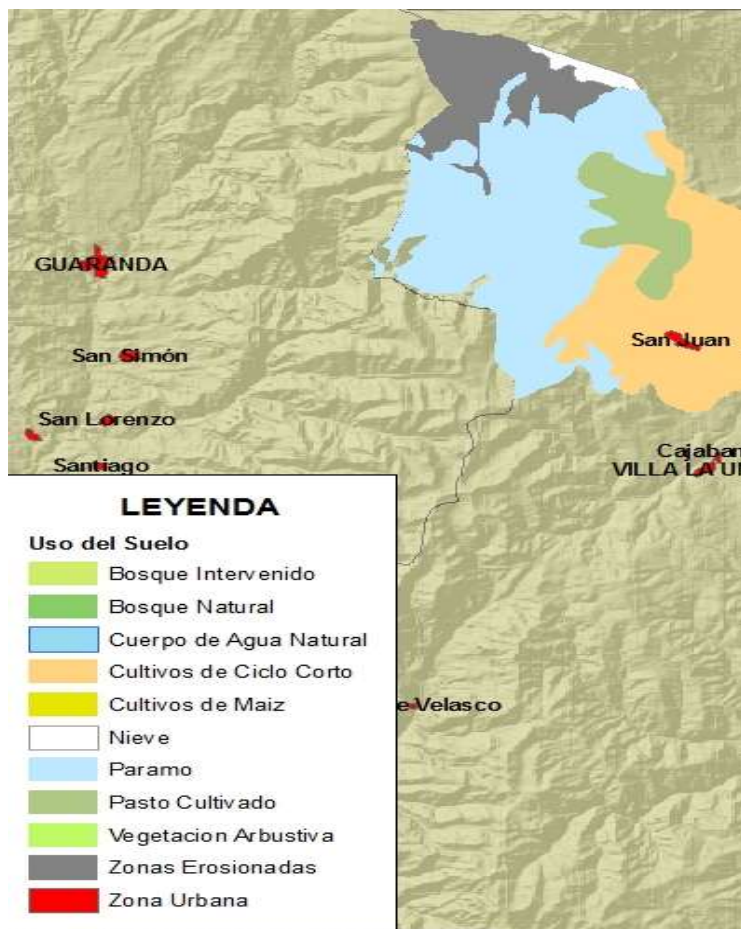 GUARANDA
San Simón
San Juan
San Lorenzo
Cajaban
Santiago
VILLA LA U
LEYENDA
Uso del Suelo
Bosque Intervenido
Bosque Natural
Cuerpo de Agua Natural
Cultivos de Ciclo Corto
Cultivos de Maiz
e Velasco
Nieve
Paramo
Pasto Cultivado
Vegetacion Arbustiva
Zonas Erosionadas
Zona Urbana